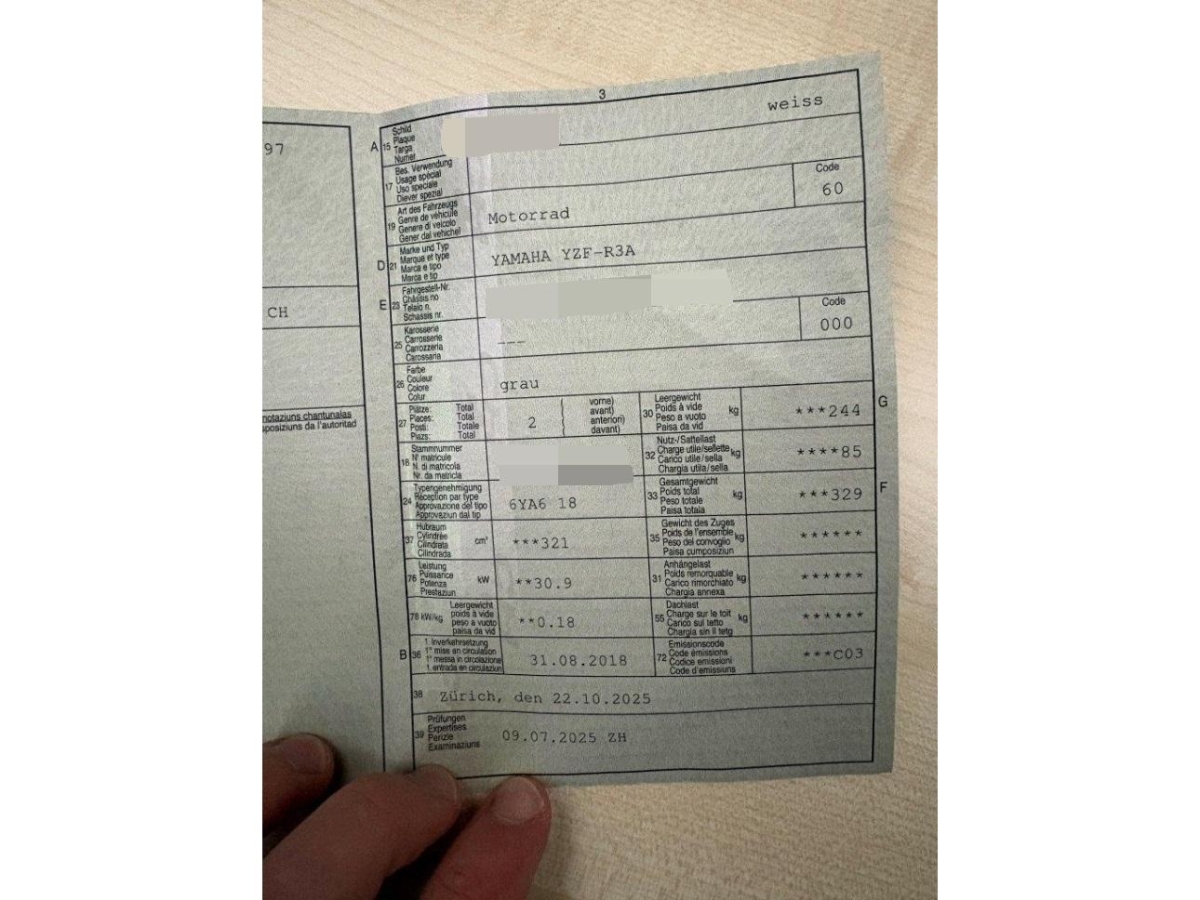 97
CH
notaziuns chantunalas
sposiziuns da l'autoritad
3
A 15 Schild
Plaque
Targa
Numer
weiss
17 Bes. Verwendung
Usage spécial
Uso speciale
Diever spezial
19 Art des Fahrzeugs
Genre de véhicule
Genere di veicolo
Gener dal vehichel
Motorrad
Code
60
D 21 Marke und Typ
Marque et type
Marca e tipo
Marca e tip
YAMAHA YZF-R3A
E 23 Fahrgestell-Nr.
Châssis no
Telaio n.
Schassis nr.
25 Karosserie
Carrosserie
Carrozzeria
Carossaria
---
Code
000
26 Farbe
Couleur
Colore
Colur
grau
27 Plätze: Total
Places: Total
Posti: Totale
Plazs: Total
2
vorne)
avant)
anteriori)
davant)
30 Leergewicht
Poids à vide
Peso a vuoto
Paisa da vid
kg
***244
G
18 Stammnummer
N° matricule
N. di matricola
Nr. da matricla
32 Nutz-/Sattellast
Charge utile/sellette
Carico utile/sella
Chargia utila/sella
kg
****85
24 Typengenehmigung
Réception par type
Approvazione del tipo
Approvaziun dal tip
6YA6 18
33 Gesamtgewicht
Poids total
Peso totale
Paisa totala
kg
***329
F
37 Hubraum
Cylindrée
Cilindrata
Cilindrada
cm³
***321
35 Gewicht des Zuges
Poids de l'ensemble
Peso del convoglio
Paisa cumposiziun
kg
******
76 Leistung
Puissance
Potenza
Prestaziun
kW
**30.9
31 Anhängelast
Poids remorquable
Carico rimorchiato
Chargia annexa
kg
******
78 kW/kg Leergewicht
poids à vide
peso a vuoto
paisa da vid
**0.18
55 Dachlast
Charge sur le toit
Carico sul tetto
Chargia sin il tetg
kg
******
B 36 1. Inverkehrsetzung
1re mise en circulation
1a messa in circolazione
1. entrada en circulaziun
31.08.2018
72 Emissionscode
Code émissions
Codice emissioni
Code d'emissiuns
***C03
38 Zürich, den 22.10.2025
39 Prüfungen
Expertises
Perizie
Examinaziuns
09.07.2025 ZH